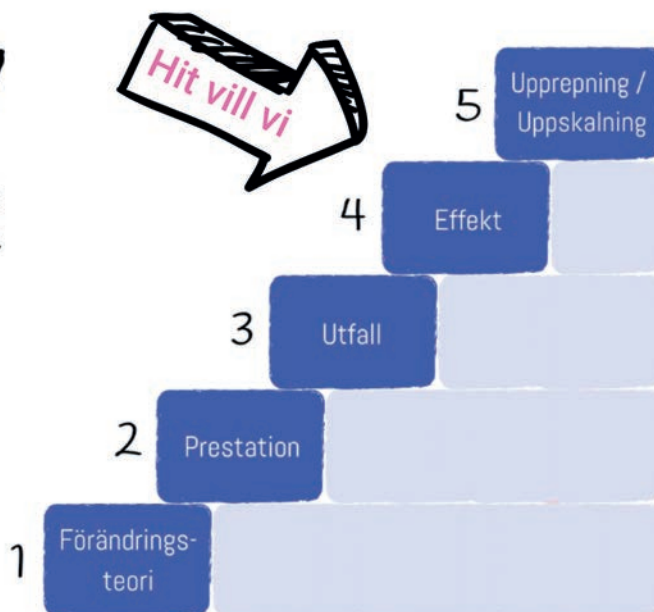 Hit vill vi
5
Upprepning /
Uppskalning
4
Effekt
3
Utfall
2
Prestation
1
Förändrings-
teori